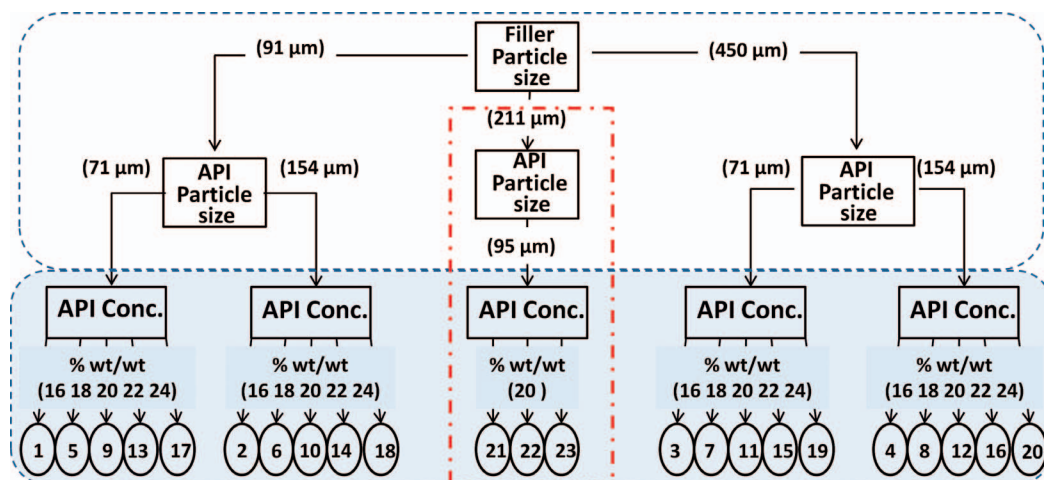 Filler
Particle
size
(91 µm)
(450 µm)
(211 µm)
(71 µm)
API
Particle
size
(154 µm)
API
Particle
size
(71 µm)
API
Particle
size
(154 µm)
(95 µm)
API Conc.
API Conc.
API Conc.
API Conc.
API Conc.
% wt/wt
(16 18 20 22 24)
% wt/wt
(16 18 20 22 24)
% wt/wt
(20 )
% wt/wt
(16 18 20 22 24)
% wt/wt
(16 18 20 22 24)
1 5 9 13 17
2 6 10 14 18
21 22 23
3 7 11 15 19
4 8 12 16 20